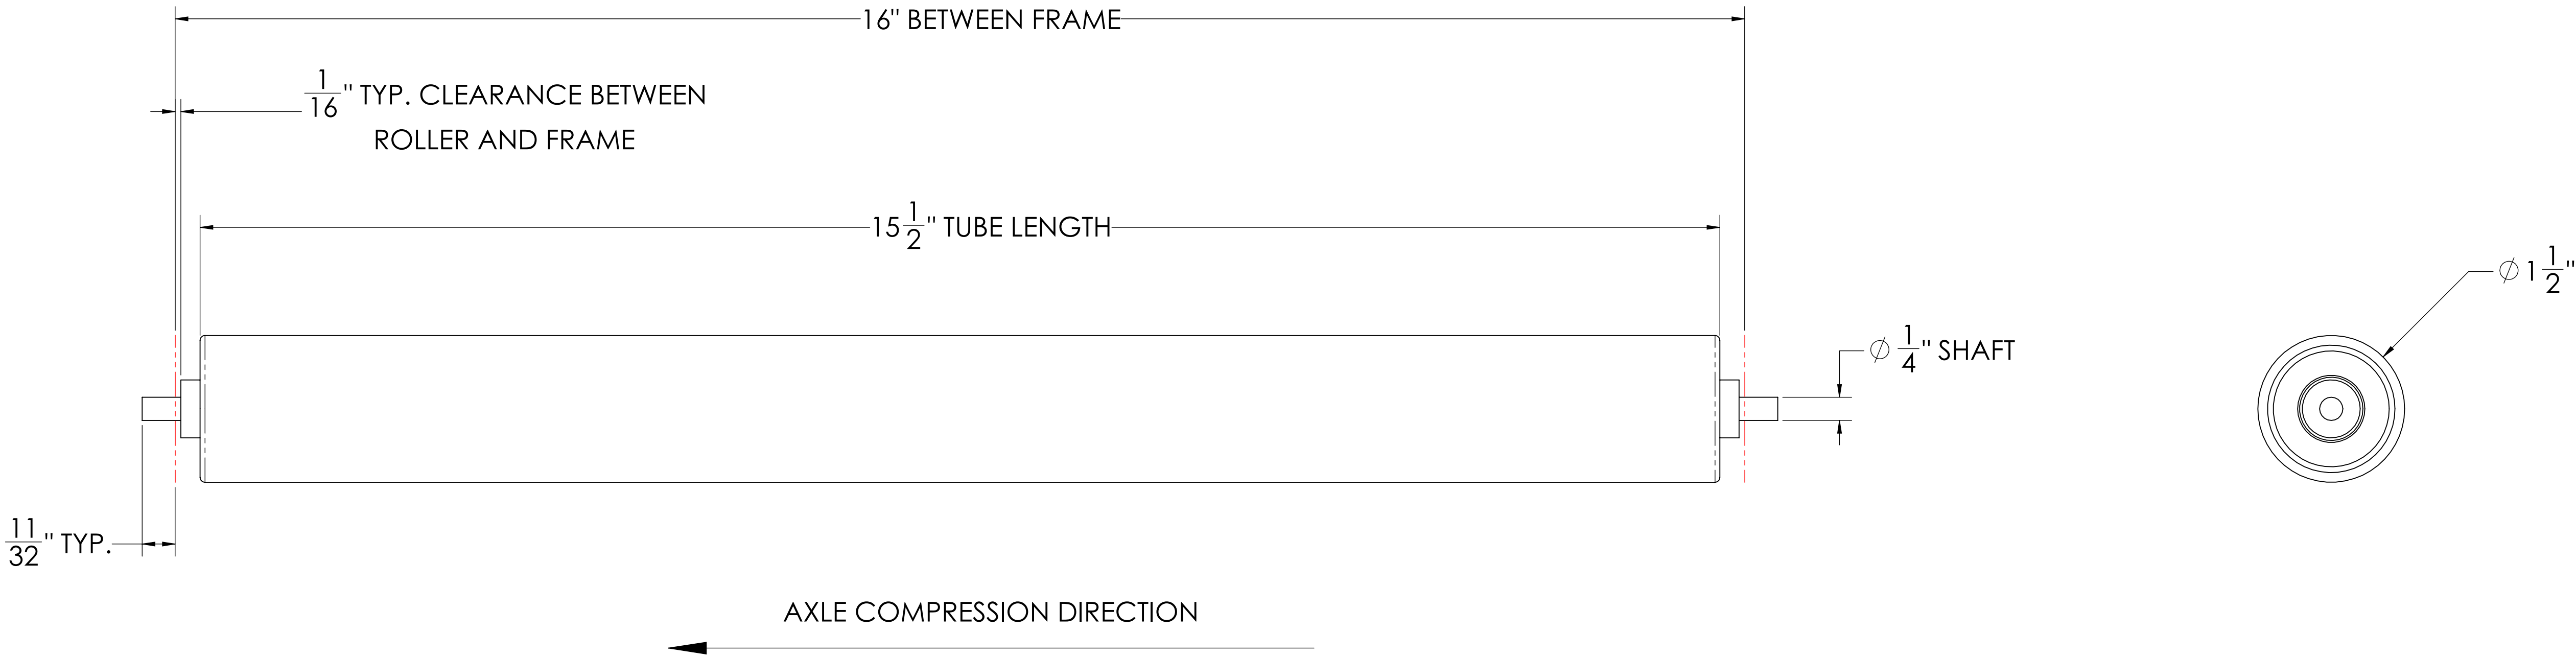 16" BETWEEN FRAME
1/16" TYP. CLEARANCE BETWEEN
ROLLER AND FRAME
15 1/2" TUBE LENGTH
∅ 1 1/2"
∅ 1/4" SHAFT
11/32" TYP.
AXLE COMPRESSION DIRECTION